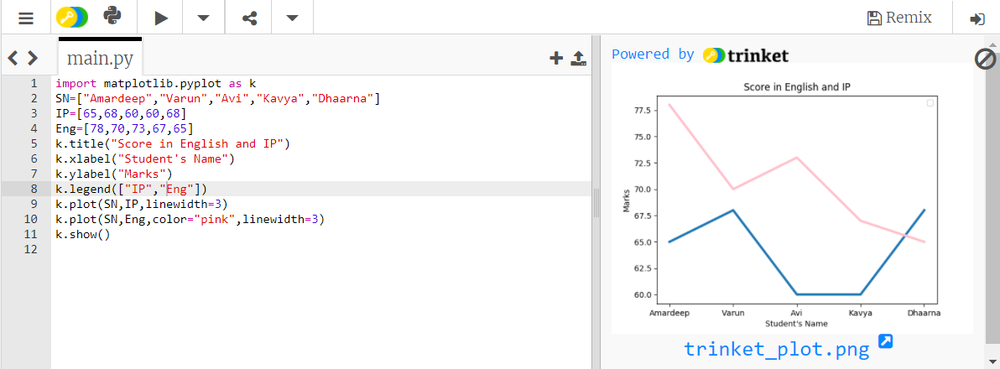 Remix
main.py
1 import matplotlib.pyplot as k
2 SN=["Amardeep","Varun","Avi","Kavya","Dhaarna"]
3 IP=[65,68,60,60,68]
4 Eng=[78,70,73,67,65]
5 k.title("Score in English and IP")
6 k.xlabel("Student's Name")
7 k.ylabel("Marks")
8 k.legend(["IP","Eng"])
9 k.plot(SN,IP,linewidth=3)
10 k.plot(SN,Eng,color="pink",linewidth=3)
11 k.show()
12
Powered by trinket
Score in English and IP
77.5
75.0
72.5
70.0
67.5
65.0
62.5
60.0
Marks
Amardeep Varun Avi Kavya Dhaarna
Student's Name
trinket_plot.png